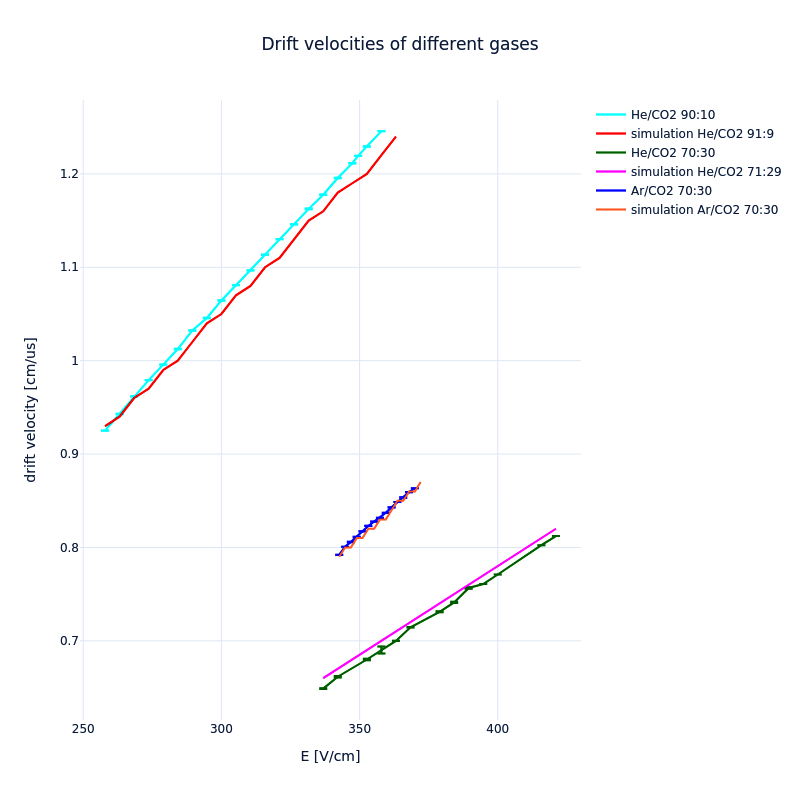 Drift velocities of different gases
He/CO2 90:10
simulation He/CO2 91:9
He/CO2 70:30
simulation He/CO2 71:29
Ar/CO2 70:30
simulation Ar/CO2 70:30
drift velocity [cm/us]
1.2
1.1
1
0.9
0.8
0.7
250
300
350
400
E [V/cm]